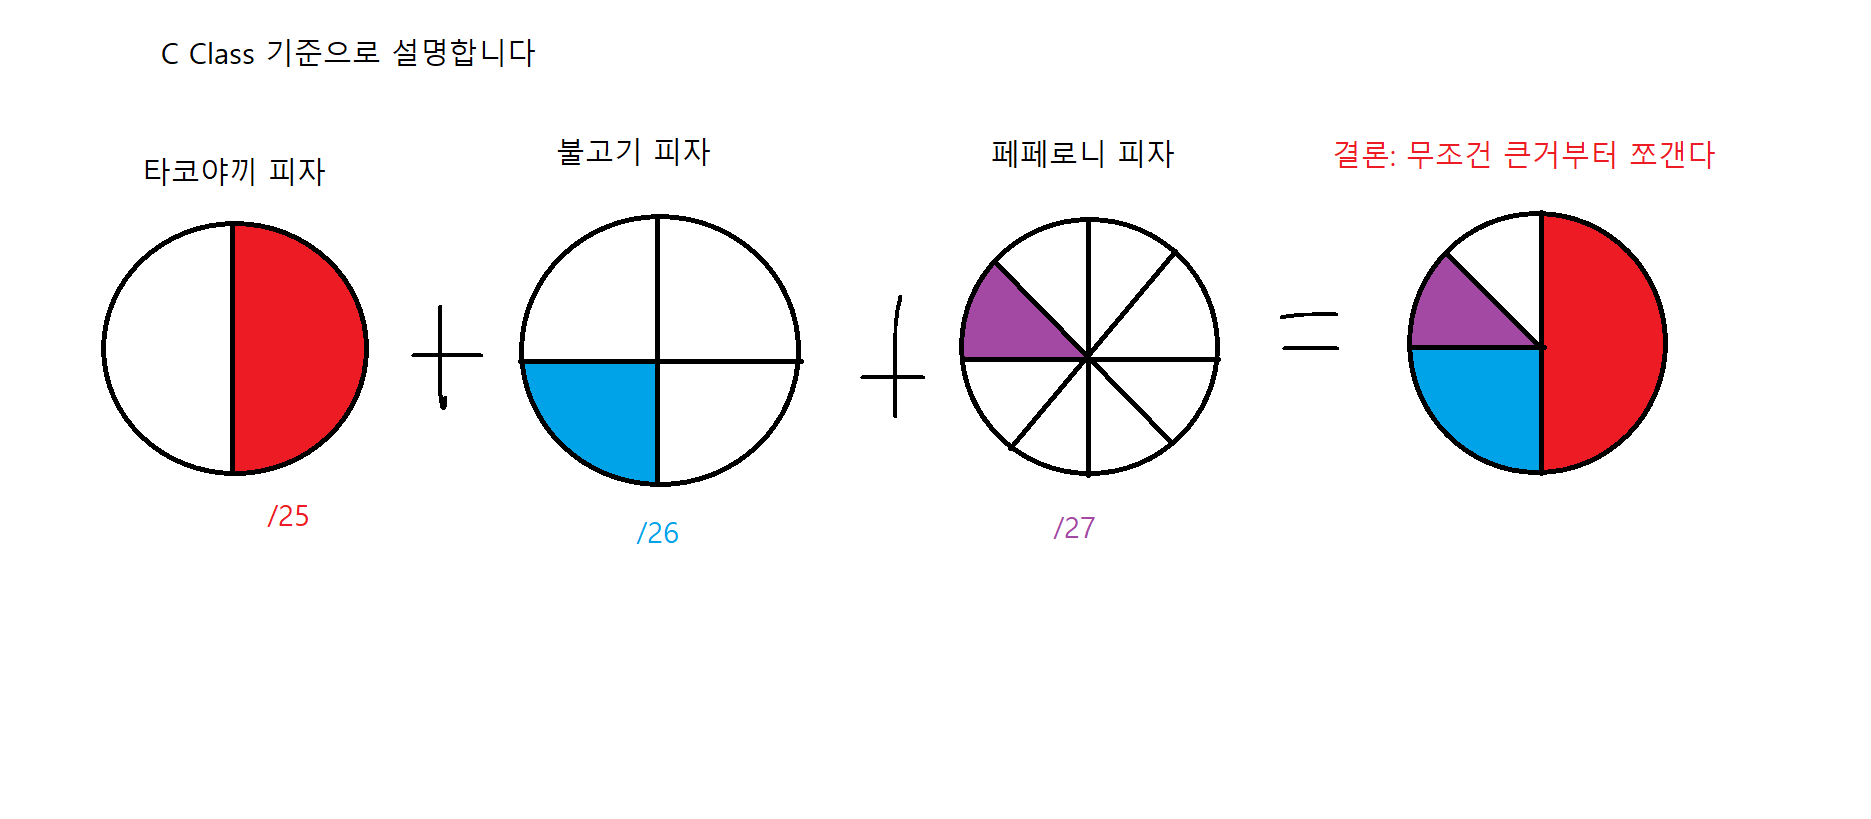 C Class 기준으로 설명합니다
타코야끼 피자
불고기 피자
페페로니 피자
결론: 무조건 큰거부터 쪼갠다
+
+
=
/25
/26
/27